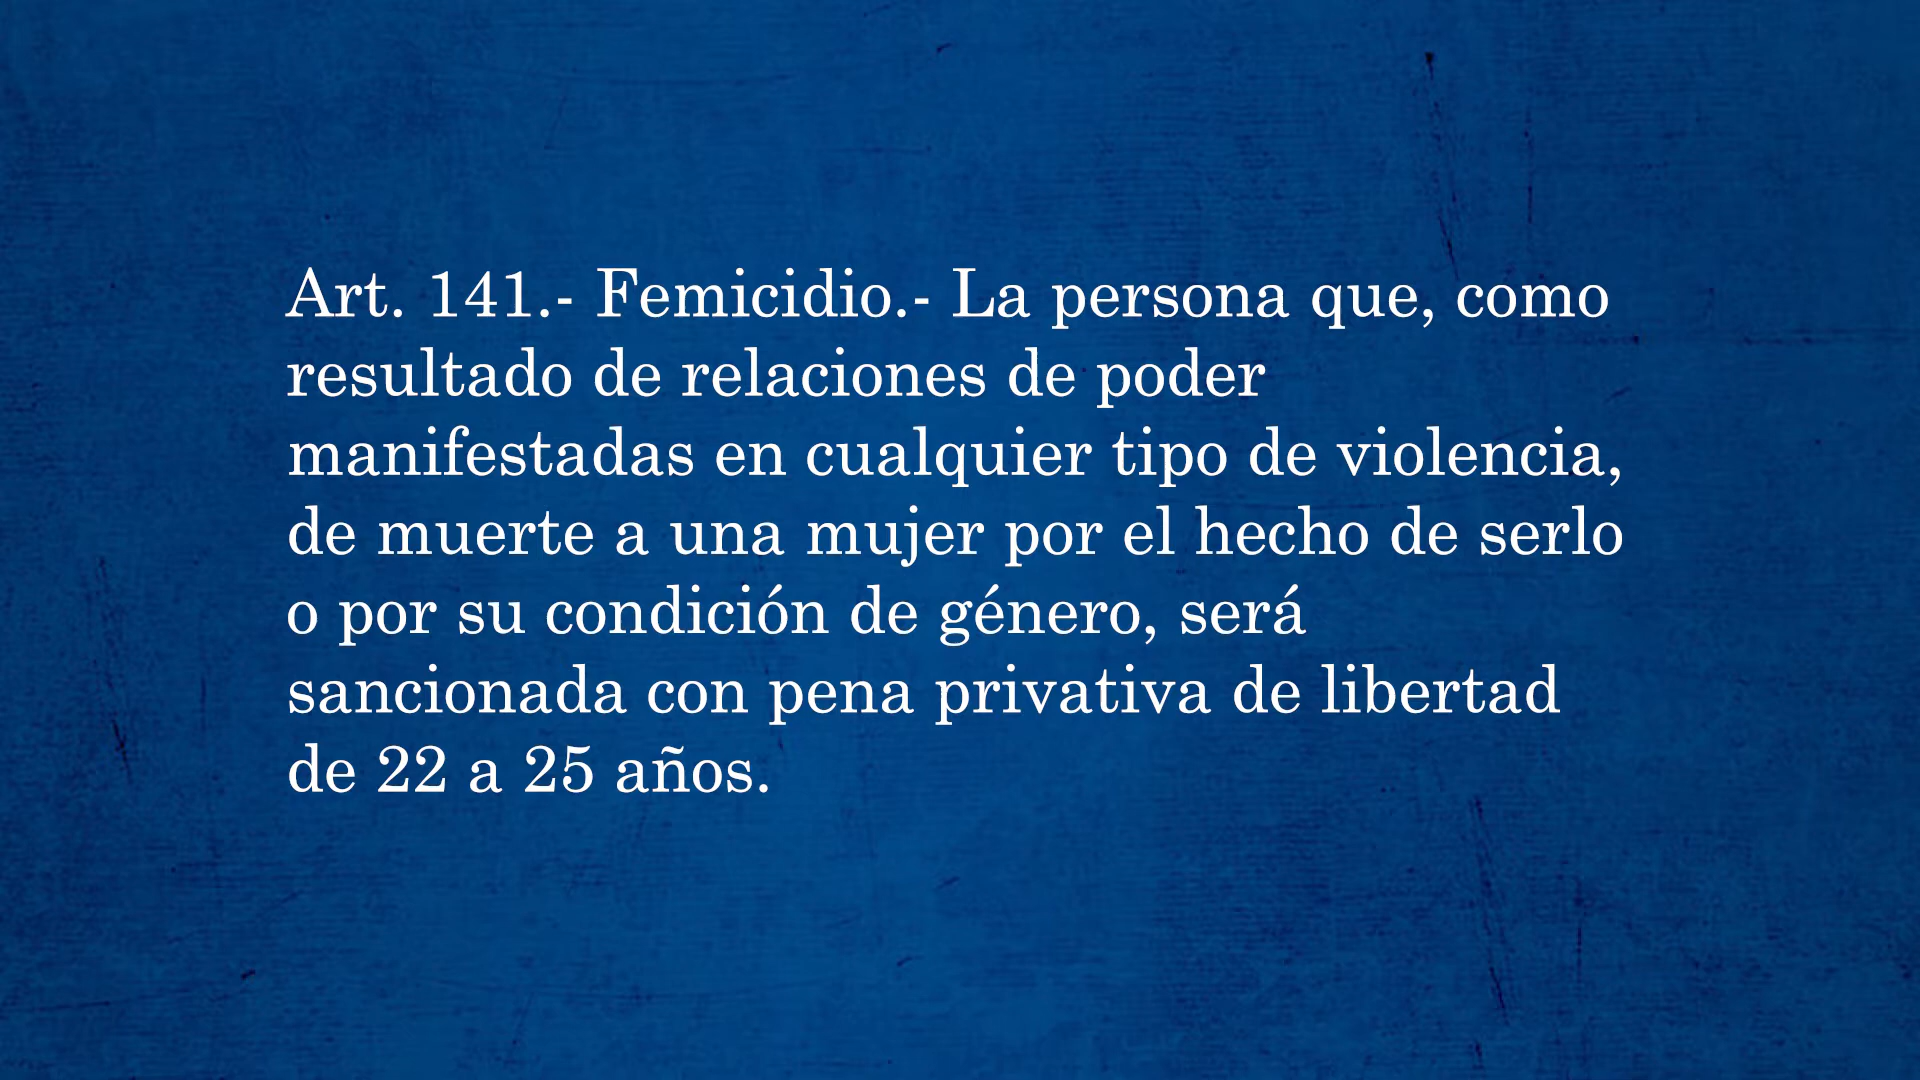 Art. 141.- Femicidio.- La persona que, como
resultado de relaciones de poder
manifestadas en cualquier tipo de violencia,
de muerte a una mujer por el hecho de serlo
o por su condición de género, será
sancionada con pena privativa de libertad
de 22 a 25 años.